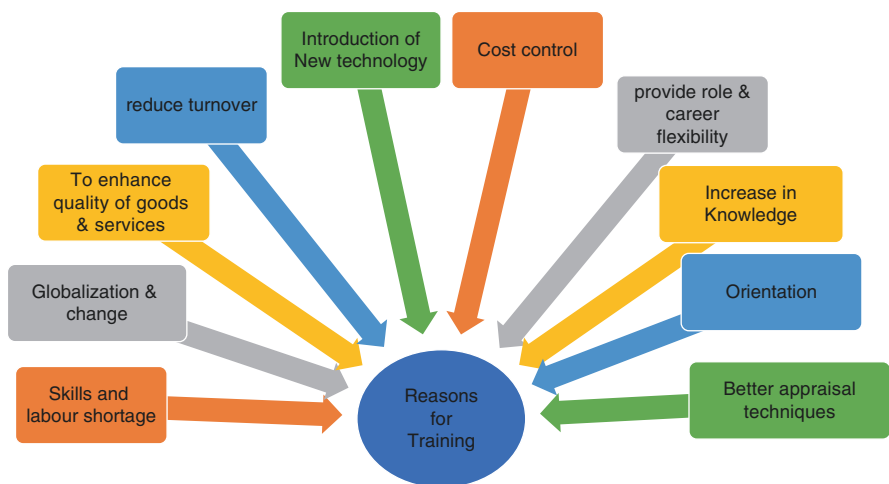 Introduction of
New technology
Cost control
reduce turnover
provide role &
career
flexibility
To enhance
quality of goods
& services
Increase in
Knowledge
Globalization &
change
Orientation
Skills and
labour shortage
Reasons
for
Training
Better appraisal
techniques